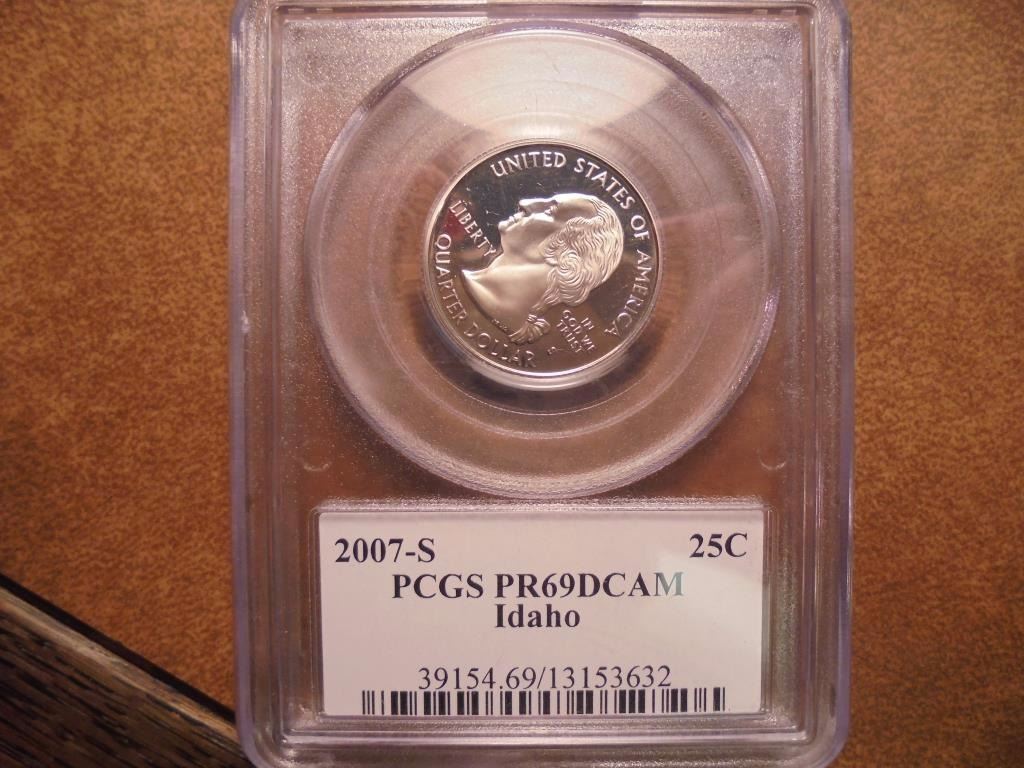 UNITED STATES OF AMERICA
LIBERTY
IN
GOD WE
TRUST
S
QUARTER DOLLAR
2007-S 25C
PCGS PR69DCAM
Idaho
39154.69/13153632